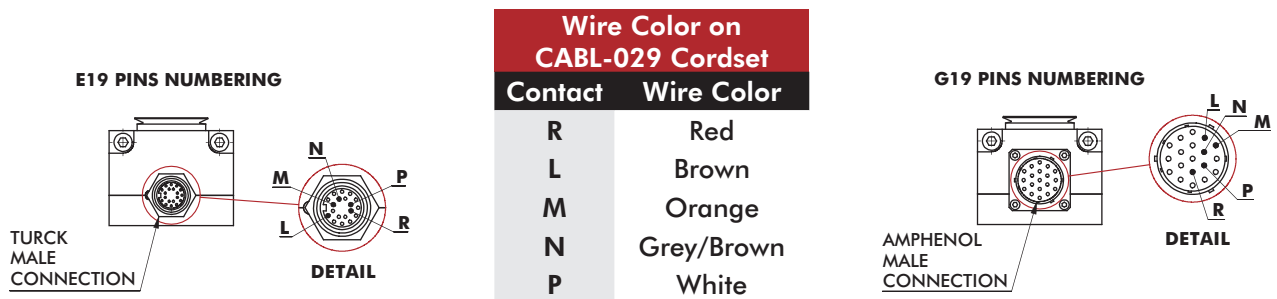 E19 PINS NUMBERING
N
M
P
L
R
TURCK
MALE
CONNECTION
DETAIL
Wire Color on
CABL-029 Cordset
Contact Wire Color
R Red
L Brown
M Orange
N Grey/Brown
P White
G19 PINS NUMBERING
L
N
M
P
R
AMPHENOL
MALE
CONNECTION
DETAIL